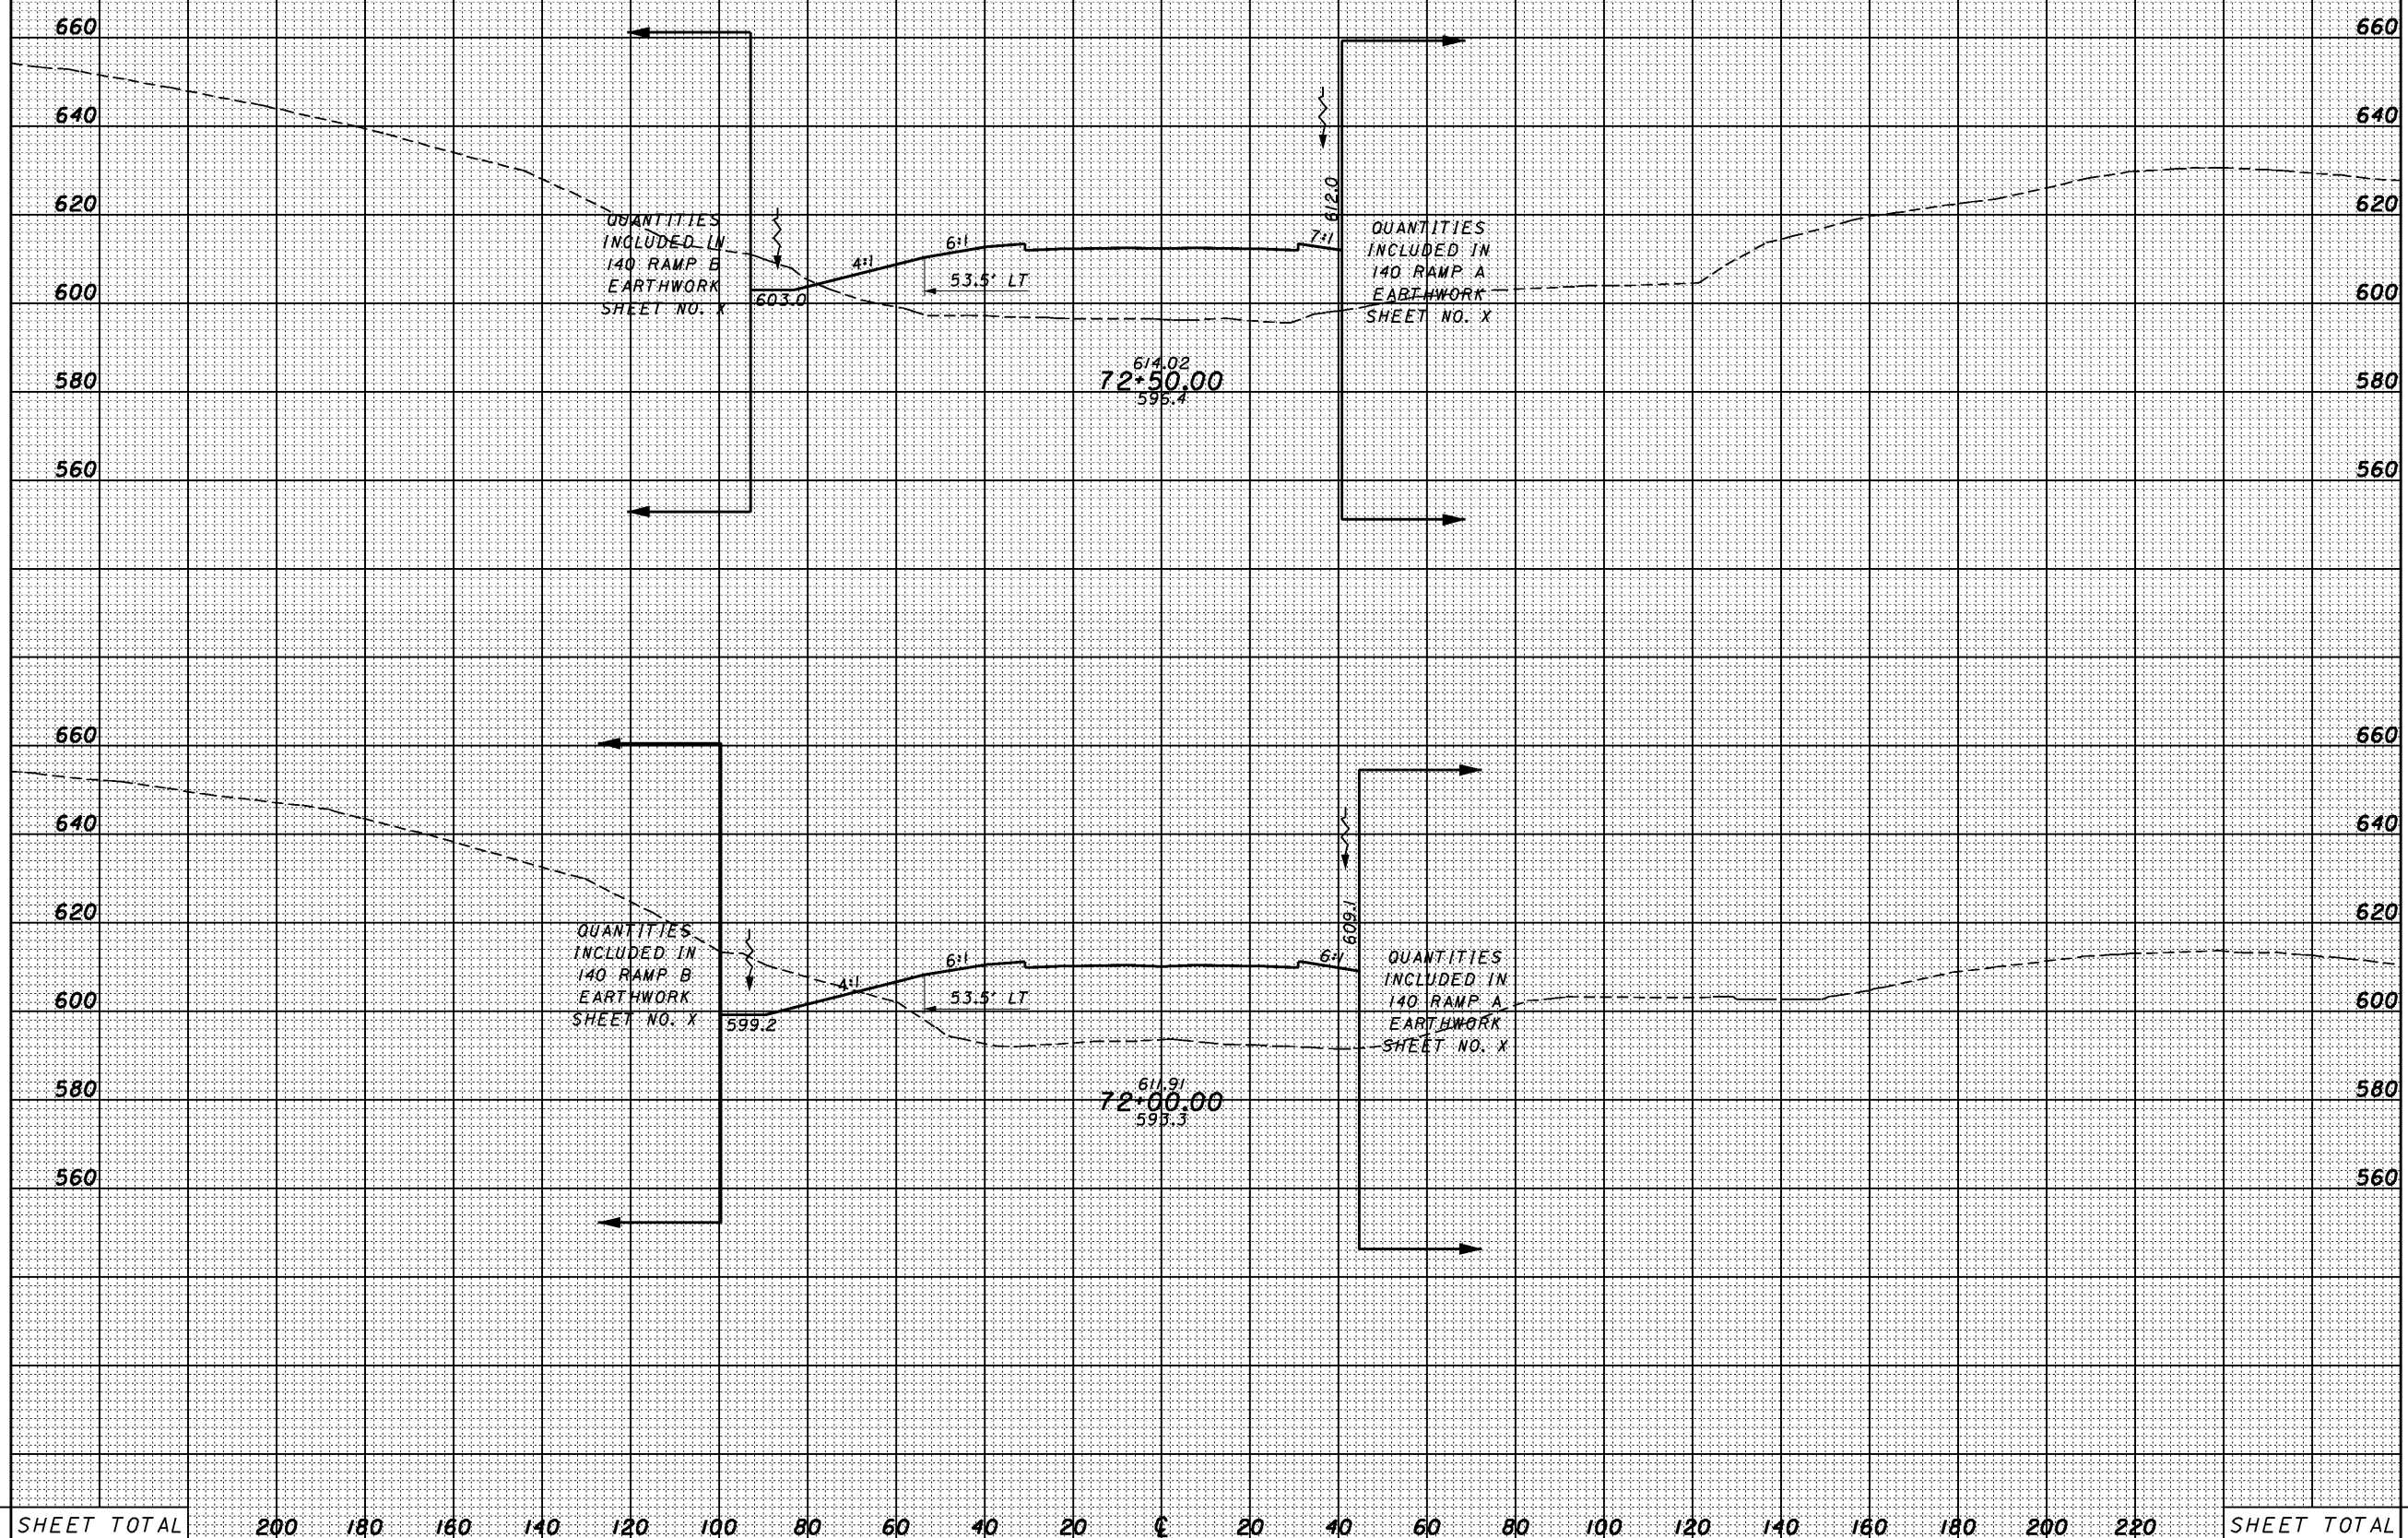 660 660
640 640
612.0
620 620
QUANTITIES
INCLUDED IN
140 RAMP B
EARTHWORK
SHEET NO. X
6:1
4:1
53.5' LT
603.0
7:1
QUANTITIES
INCLUDED IN
140 RAMP A
EARTHWORK
SHEET NO. X
600 600
614.02
72+50.00
596.4
580 580
560 560
660 660
640 640
609.1
620 620
QUANTITIES
INCLUDED IN
140 RAMP B
EARTHWORK
SHEET NO. X
6:1
4:1
53.5' LT
599.2
6:1
QUANTITIES
INCLUDED IN
140 RAMP A
EARTHWORK
SHEET NO. X
600 600
611.91
72+00.00
593.3
580 580
560 560
SHEET TOTAL 200 180 160 140 120 100 80 60 40 20 ℄ 20 40 60 80 100 120 140 160 180 200 220 SHEET TOTAL